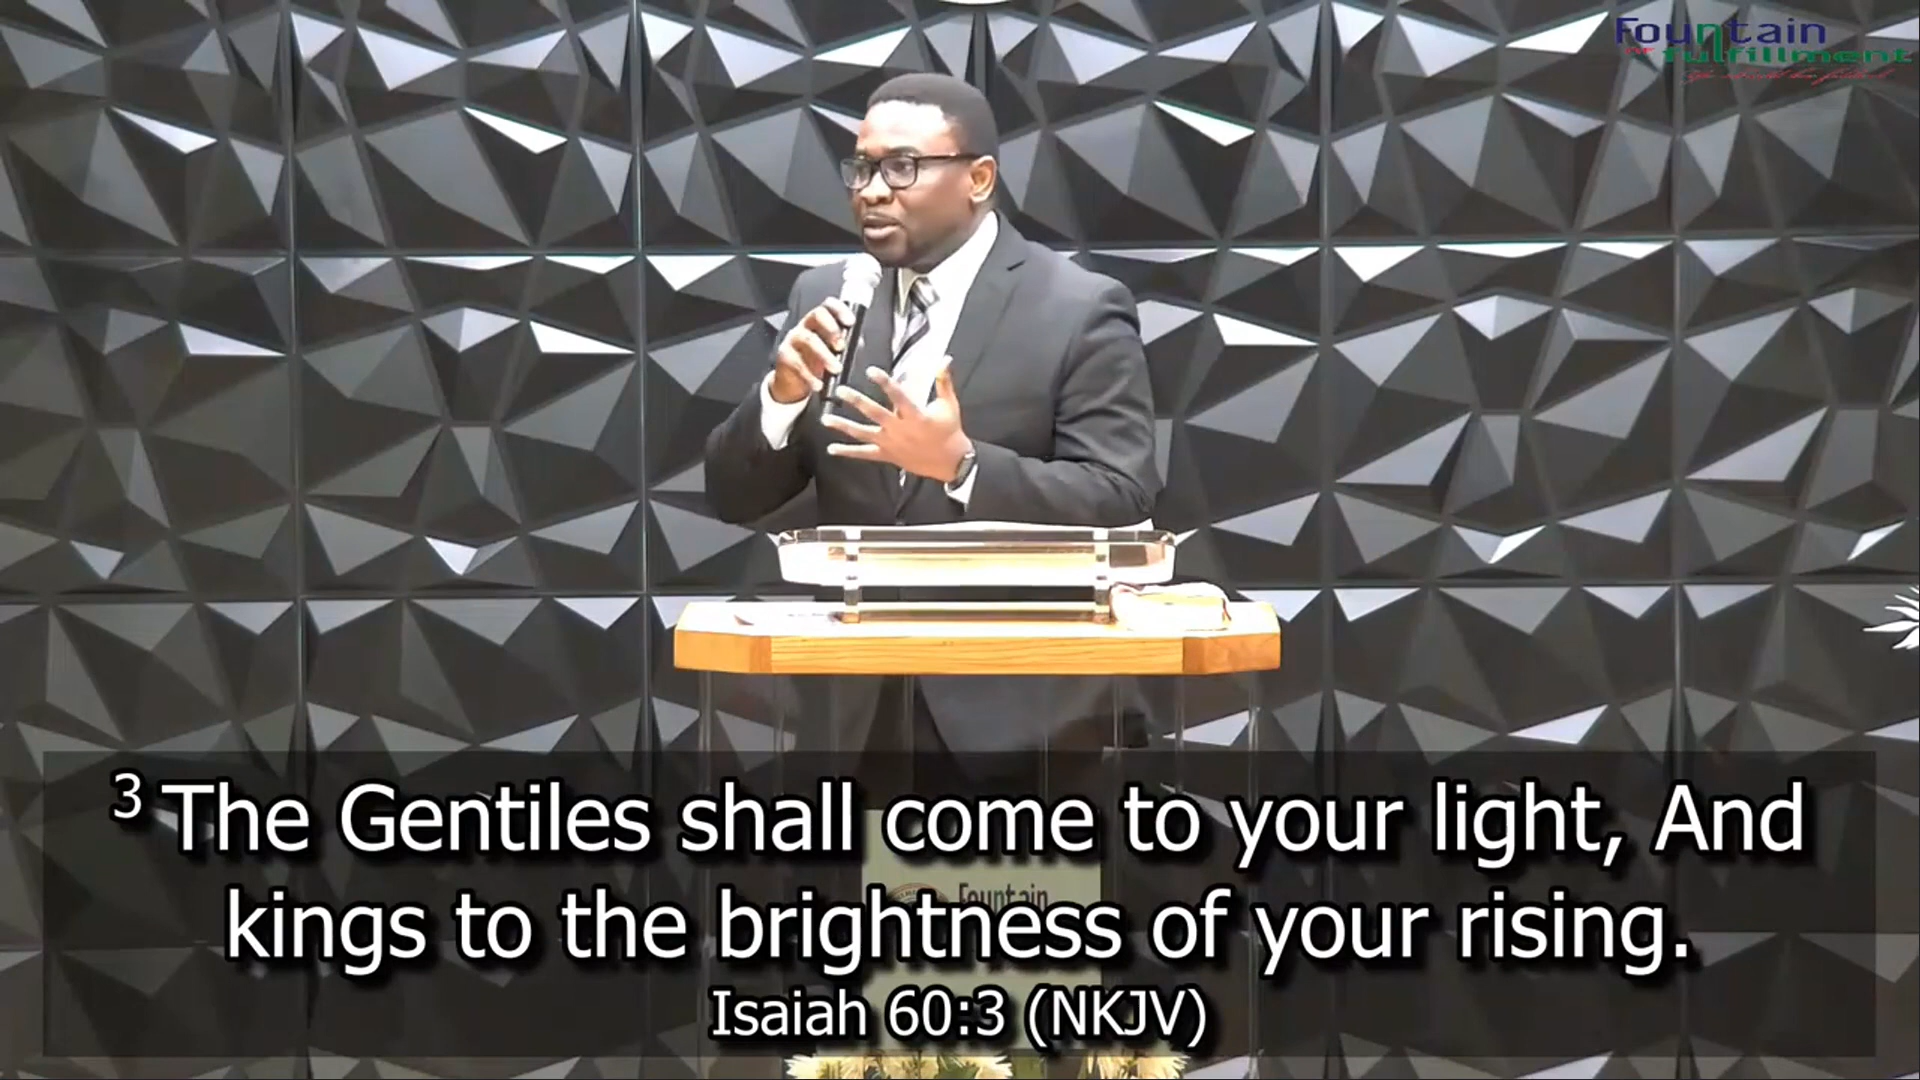 Fountain
fulfillment
3 The Gentiles shall come to your light, And
kings to the brightness of your rising.
Isaiah 60:3 (NKJV)
Fountain